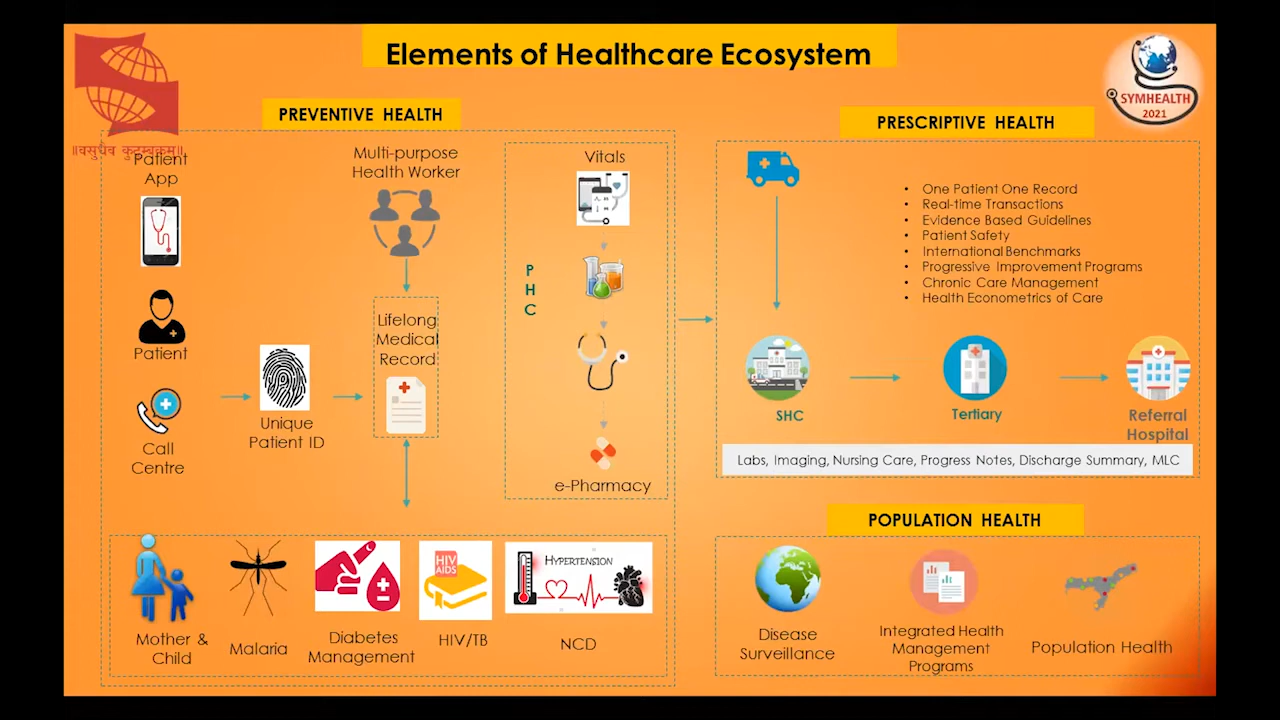 Elements of Healthcare Ecosystem
SYMHEALTH
2021
॥वसुधैव कुटुम्बकम्॥
PREVENTIVE HEALTH
Patient
App
Patient
Call
Centre
Unique
Patient ID
Multi-purpose
Health Worker
Lifelong
Medical
Record
PHC
Vitals
e-Pharmacy
Mother &
Child
Malaria
Diabetes
Management
HIV
AIDS
HIV/TB
HYPERTENSION
NCD
PRESCRIPTIVE HEALTH
• One Patient One Record
• Real-time Transactions
• Evidence Based Guidelines
• Patient Safety
• International Benchmarks
• Progressive Improvement Programs
• Chronic Care Management
• Health Econometrics of Care
SHC
Tertiary
Referral
Hospital
Labs, Imaging, Nursing Care, Progress Notes, Discharge Summary, MLC
POPULATION HEALTH
Disease
Surveillance
Integrated Health
Management
Programs
Population Health